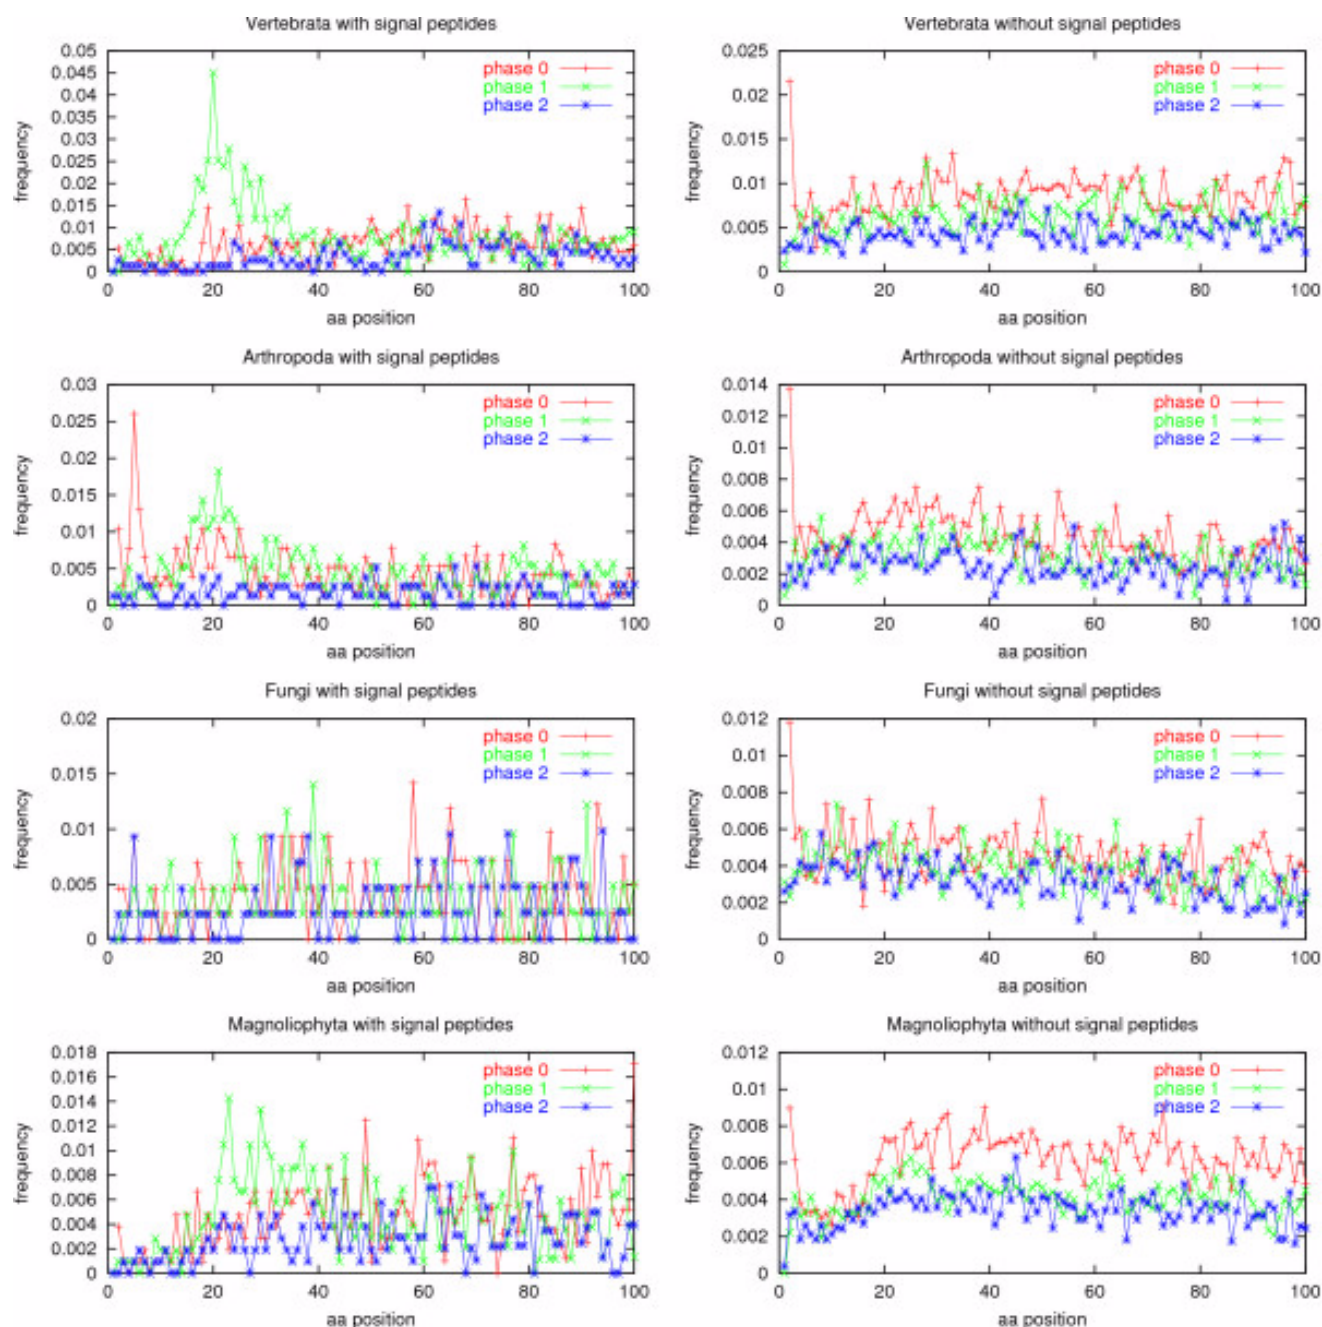 Vertebrata with signal peptides
0.05
0.045
0.04
0.035
0.03
0.025
0.02
0.015
0.01
0.005
0
frequency
phase 0
phase 1
phase 2
0 20 40 60 80 100
aa position
Vertebrata without signal peptides
0.025
0.02
0.015
0.01
0.005
0
frequency
phase 0
phase 1
phase 2
0 20 40 60 80 100
aa position
Arthropoda with signal peptides
0.03
0.025
0.02
0.015
0.01
0.005
0
frequency
phase 0
phase 1
phase 2
0 20 40 60 80 100
aa position
Arthropoda without signal peptides
0.014
0.012
0.01
0.008
0.006
0.004
0.002
0
frequency
phase 0
phase 1
phase 2
0 20 40 60 80 100
aa position
Fungi with signal peptides
0.02
0.015
0.01
0.005
0
frequency
phase 0
phase 1
phase 2
0 20 40 60 80 100
aa position
Fungi without signal peptides
0.012
0.01
0.008
0.006
0.004
0.002
0
frequency
phase 0
phase 1
phase 2
0 20 40 60 80 100
aa position
Magnoliophyta with signal peptides
0.018
0.016
0.014
0.012
0.01
0.008
0.006
0.004
0.002
0
frequency
phase 0
phase 1
phase 2
0 20 40 60 80 100
aa position
Magnoliophyta without signal peptides
0.012
0.01
0.008
0.006
0.004
0.002
0
frequency
phase 0
phase 1
phase 2
0 20 40 60 80 100
aa position